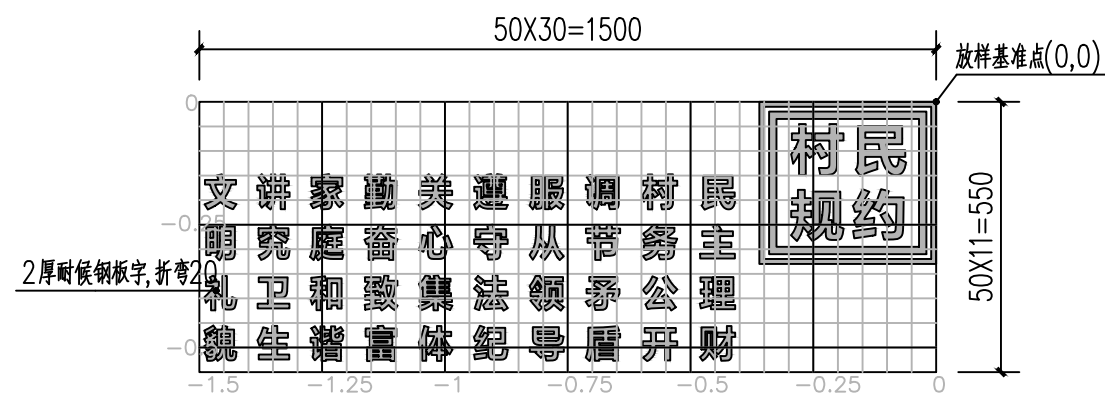 50X30=1500
放样基准点(0,0)
0
村民
规约
文讲家勤美遵服调村民
50X11=550
-0.25
明究庭奋心守从节务主
2厚耐候钢板字,折弯20
礼卫和致集法领矛公理
-0
貌生谐富体纪导盾开财
-1.5 -1.25 -1 -0.75 -0.5 -0.25 0